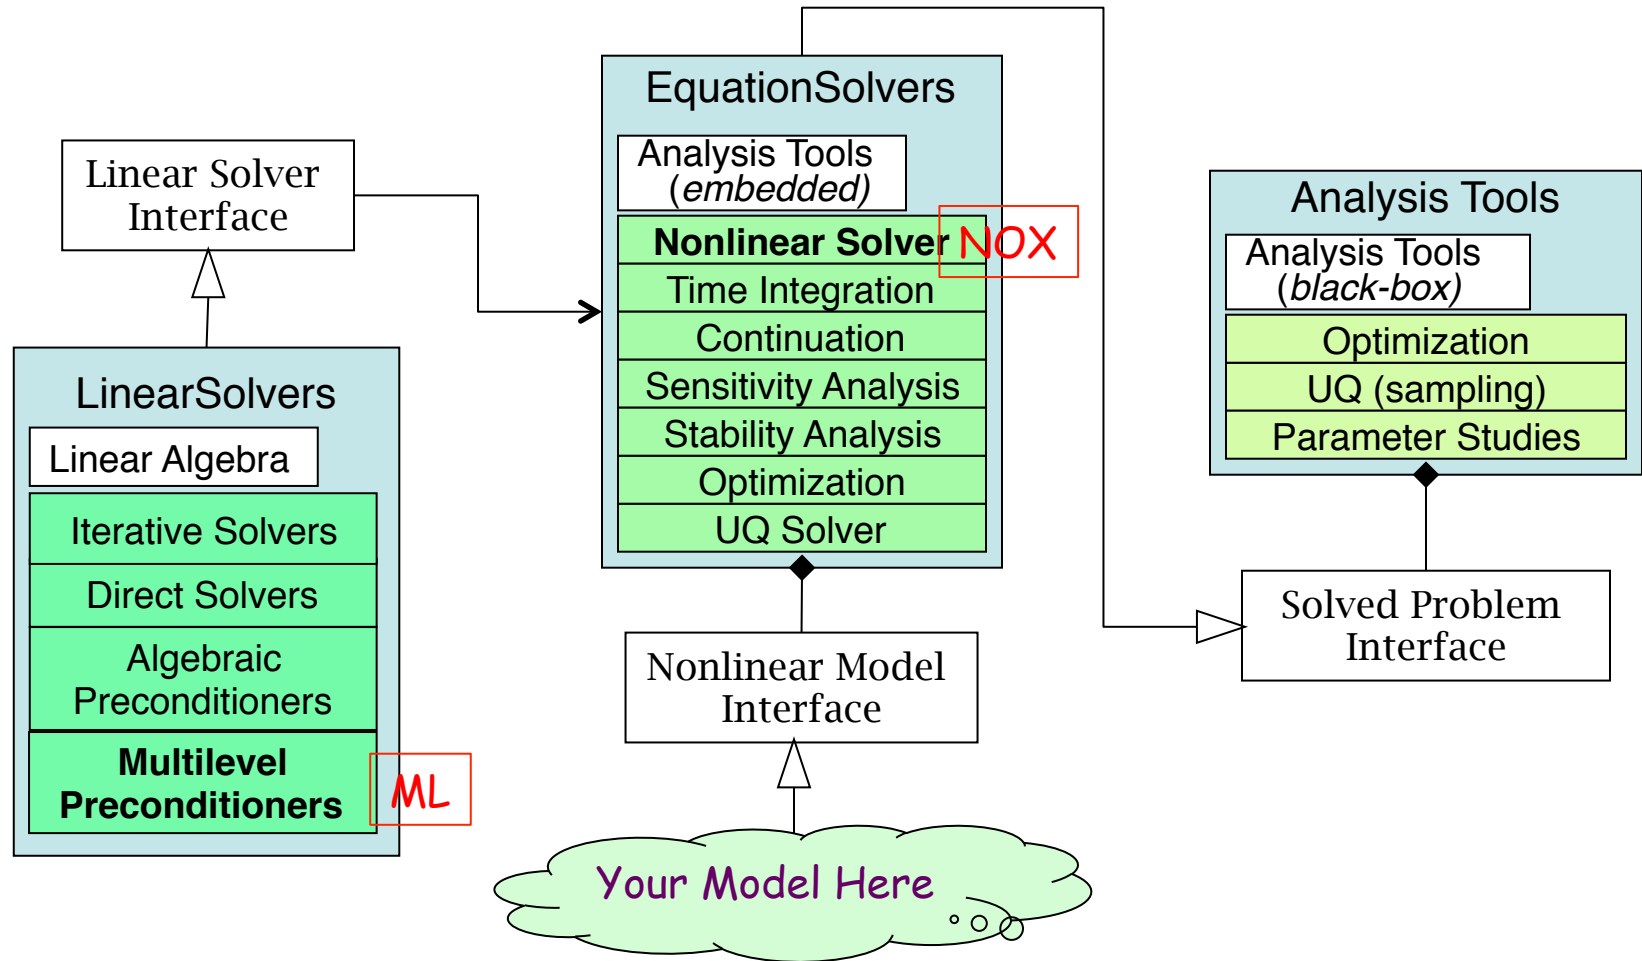 Linear Solver
Interface
LinearSolvers
Linear Algebra
Iterative Solvers
Direct Solvers
Algebraic
Preconditioners
Multilevel
Preconditioners
ML
EquationSolvers
Analysis Tools
(embedded)
Nonlinear Solver
NOX
Time Integration
Continuation
Sensitivity Analysis
Stability Analysis
Optimization
UQ Solver
Nonlinear Model
Interface
Your Model Here
Analysis Tools
Analysis Tools
(black-box)
Optimization
UQ (sampling)
Parameter Studies
Solved Problem
Interface